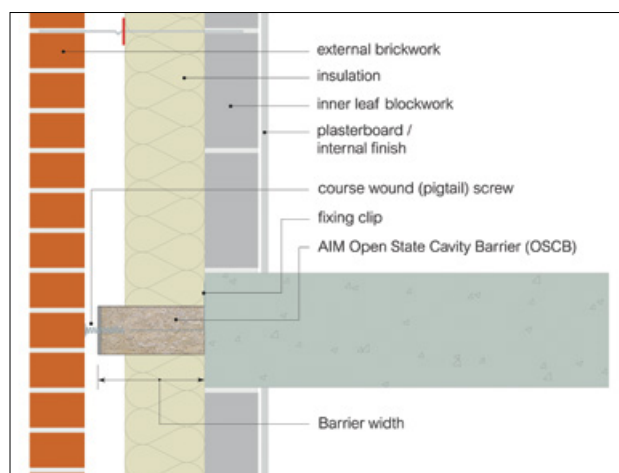 external brickwork
insulation
inner leaf blockwork
plasterboard /
internal finish
course wound (pigtail) screw
fixing clip
AIM Open State Cavity Barrier (OSCB)
Barrier width